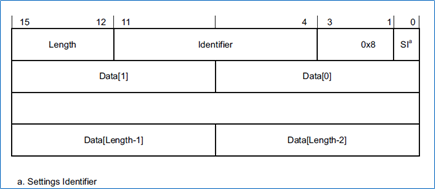 15 12 11 4 3 1 0
Length Identifier 0x8 SIa
Data[1] Data[0]
Data[Length-1] Data[Length-2]
a. Settings Identifier